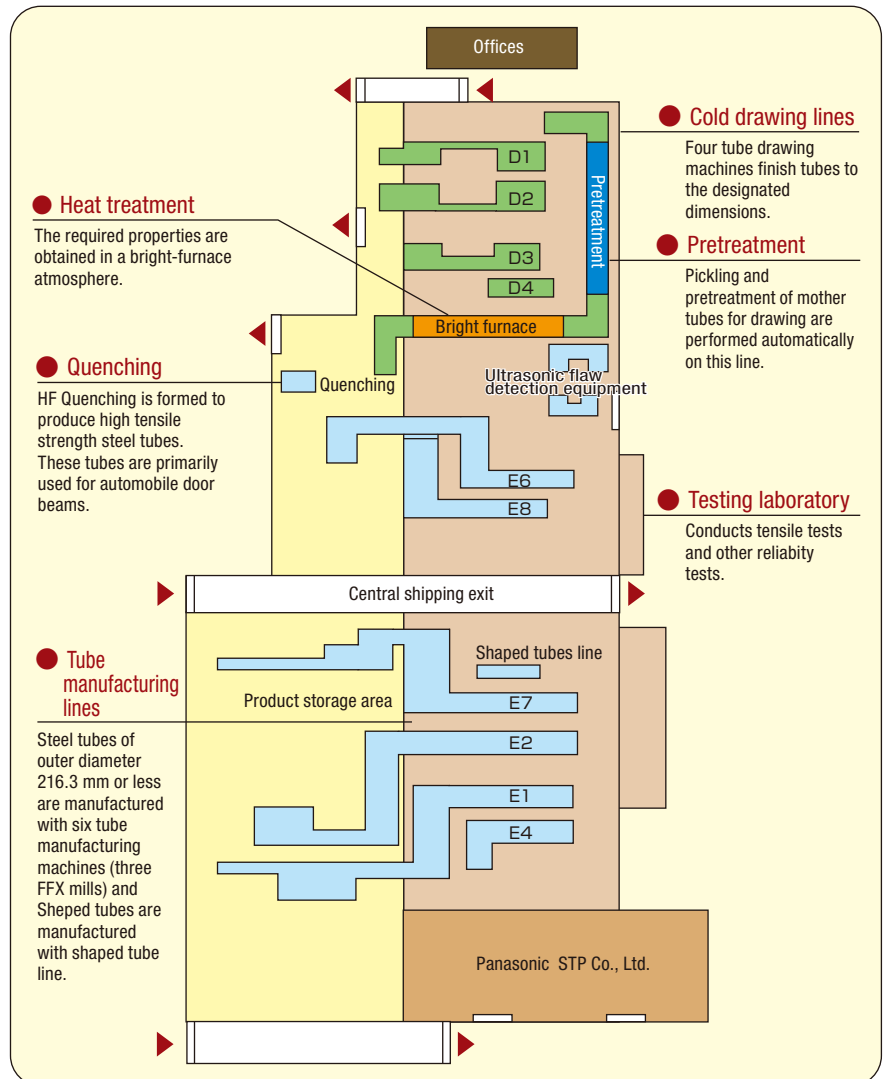 Offices
Cold drawing lines
Four tube drawing
machines finish tubes to
the designated
dimensions.
D1
D2
Pretreatment
Heat treatment
The required properties are
obtained in a bright-furnace
atmosphere.
Pretreatment
Pickling and
pretreatment of mother
tubes for drawing are
performed automatically
on this line.
D3
D4
Bright furnace
Quenching
HF Quenching is formed to
produce high tensile
strength steel tubes.
These tubes are primarily
used for automobile door
beams.
Quenching
Ultrasonic flaw
detection equipment
E6
E8
Testing laboratory
Conducts tensile tests
and other reliabity
tests.
Central shipping exit
Tube
manufacturing
lines
Steel tubes of
outer diameter
216.3 mm or less
are manufactured
with six tube
manufacturing
machines (three
FFX mills) and
Sheped tubes are
manufactured
with shaped tube
line.
Shaped tubes line
Product storage area
E7
E2
E1
E4
Panasonic STP Co., Ltd.